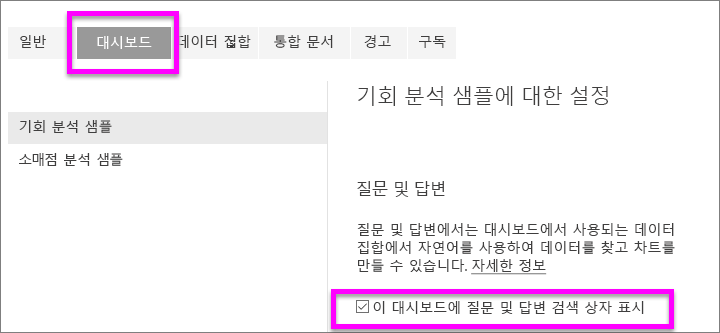 일반 대시보드 데이터 집합 통합 문서 경고 구독
기회 분석 샘플에 대한 설정
기회 분석 샘플
소매점 분석 샘플
질문 및 답변
질문 및 답변에서는 대시보드에서 사용되는 데이터
집합에서 자연어를 사용하여 데이터를 찾고 차트를
만들 수 있습니다. 자세한 정보
이 대시보드에 질문 및 답변 검색 상자 표시